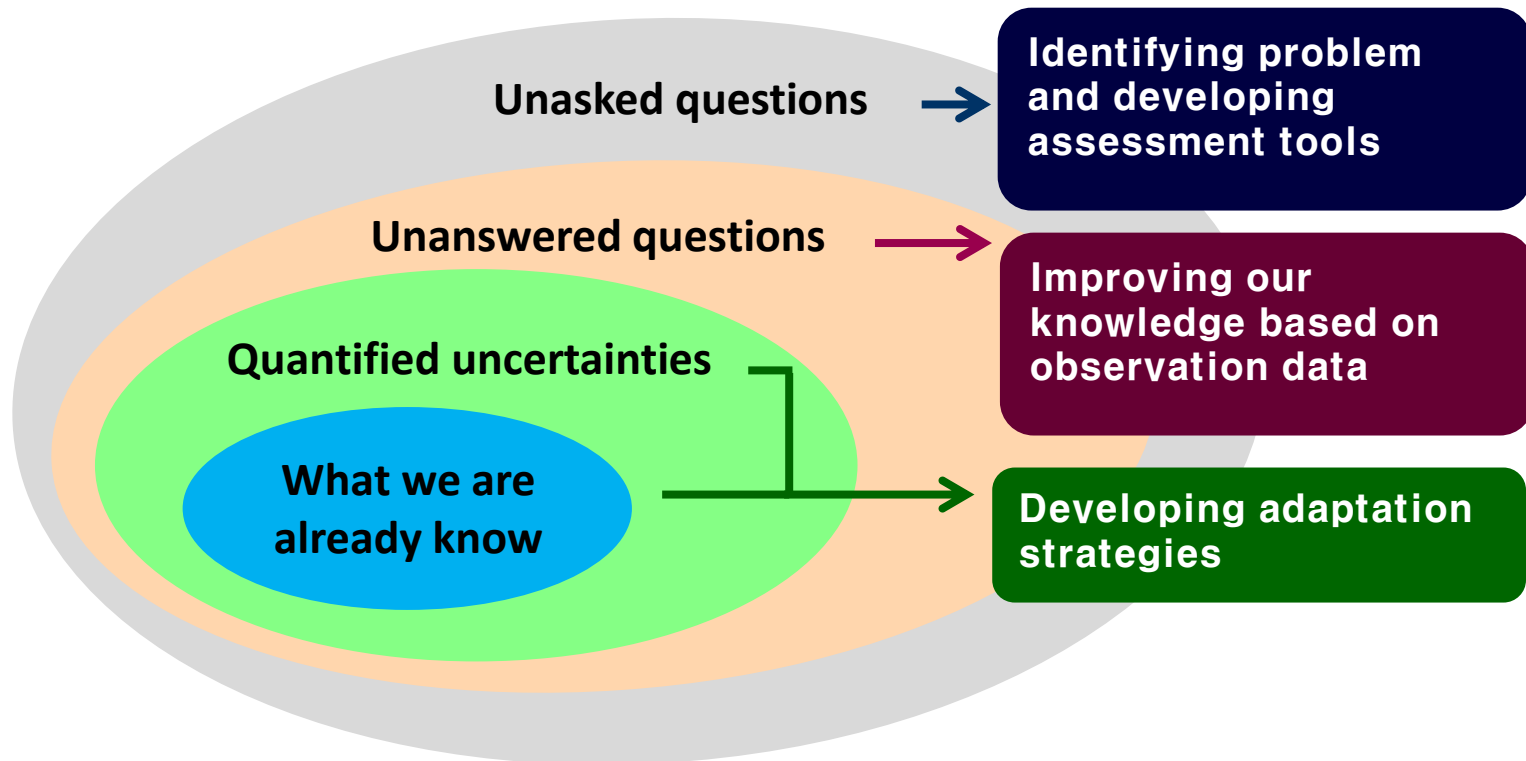 Unasked questions
Identifying problem
and developing
assessment tools
Unanswered questions
Improving our
knowledge based on
observation data
Quantified uncertainties
What we are
already know
Developing adaptation
strategies